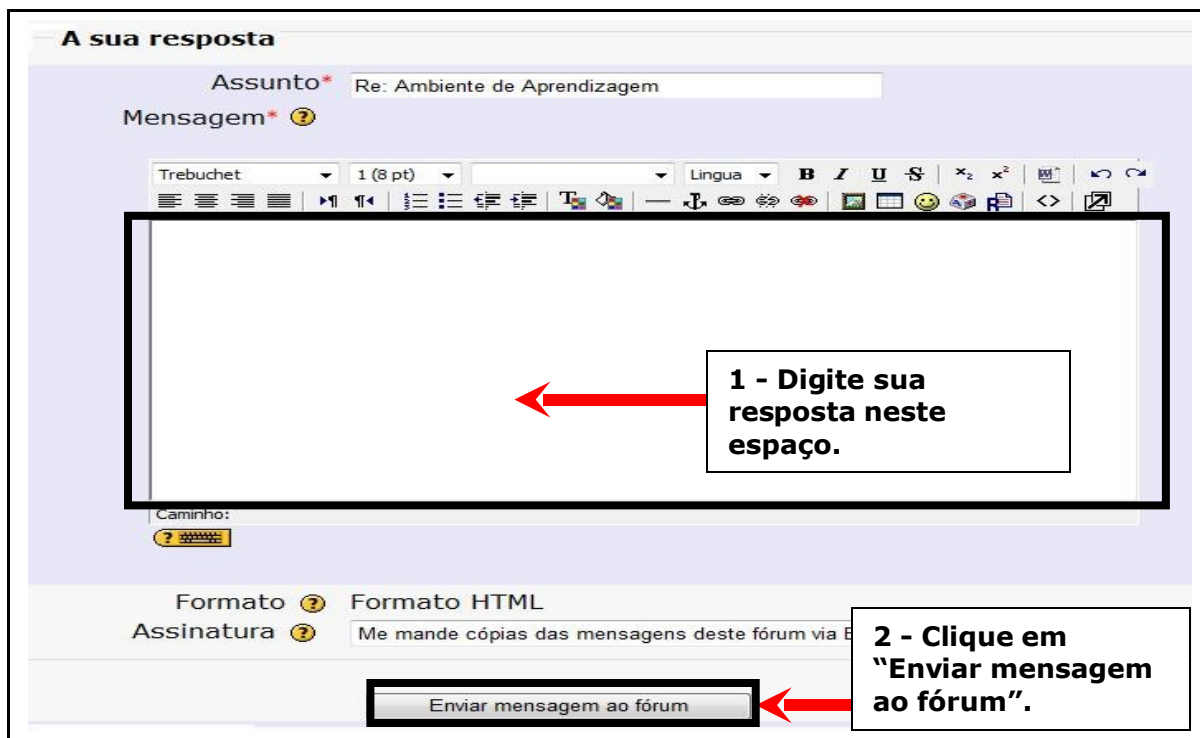 A sua resposta
Assunto* Re: Ambiente de Aprendizagem
Mensagem*
Trebuchet 1 (8 pt) Lingua B I U S x₂ x²
Caminho:
1 - Digite sua
resposta neste
espaço.
Formato Formato HTML
Assinatura Me mande cópias das mensagens deste fórum via
Enviar mensagem ao fórum
2 - Clique em
“Enviar mensagem
ao fórum”.